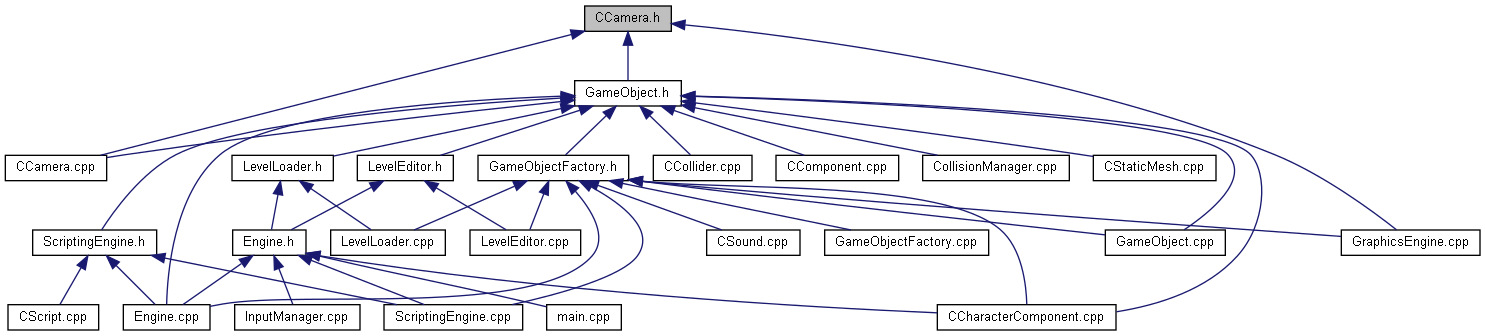 CCamera.h
GameObject.h
CCamera.cpp
LevelLoader.h
LevelEditor.h
GameObjectFactory.h
CCollider.cpp
CComponent.cpp
CollisionManager.cpp
CStaticMesh.cpp
ScriptingEngine.h
Engine.h
LevelLoader.cpp
LevelEditor.cpp
CSound.cpp
GameObjectFactory.cpp
GameObject.cpp
GraphicsEngine.cpp
CScript.cpp
Engine.cpp
InputManager.cpp
ScriptingEngine.cpp
main.cpp
CCharacterComponent.cpp